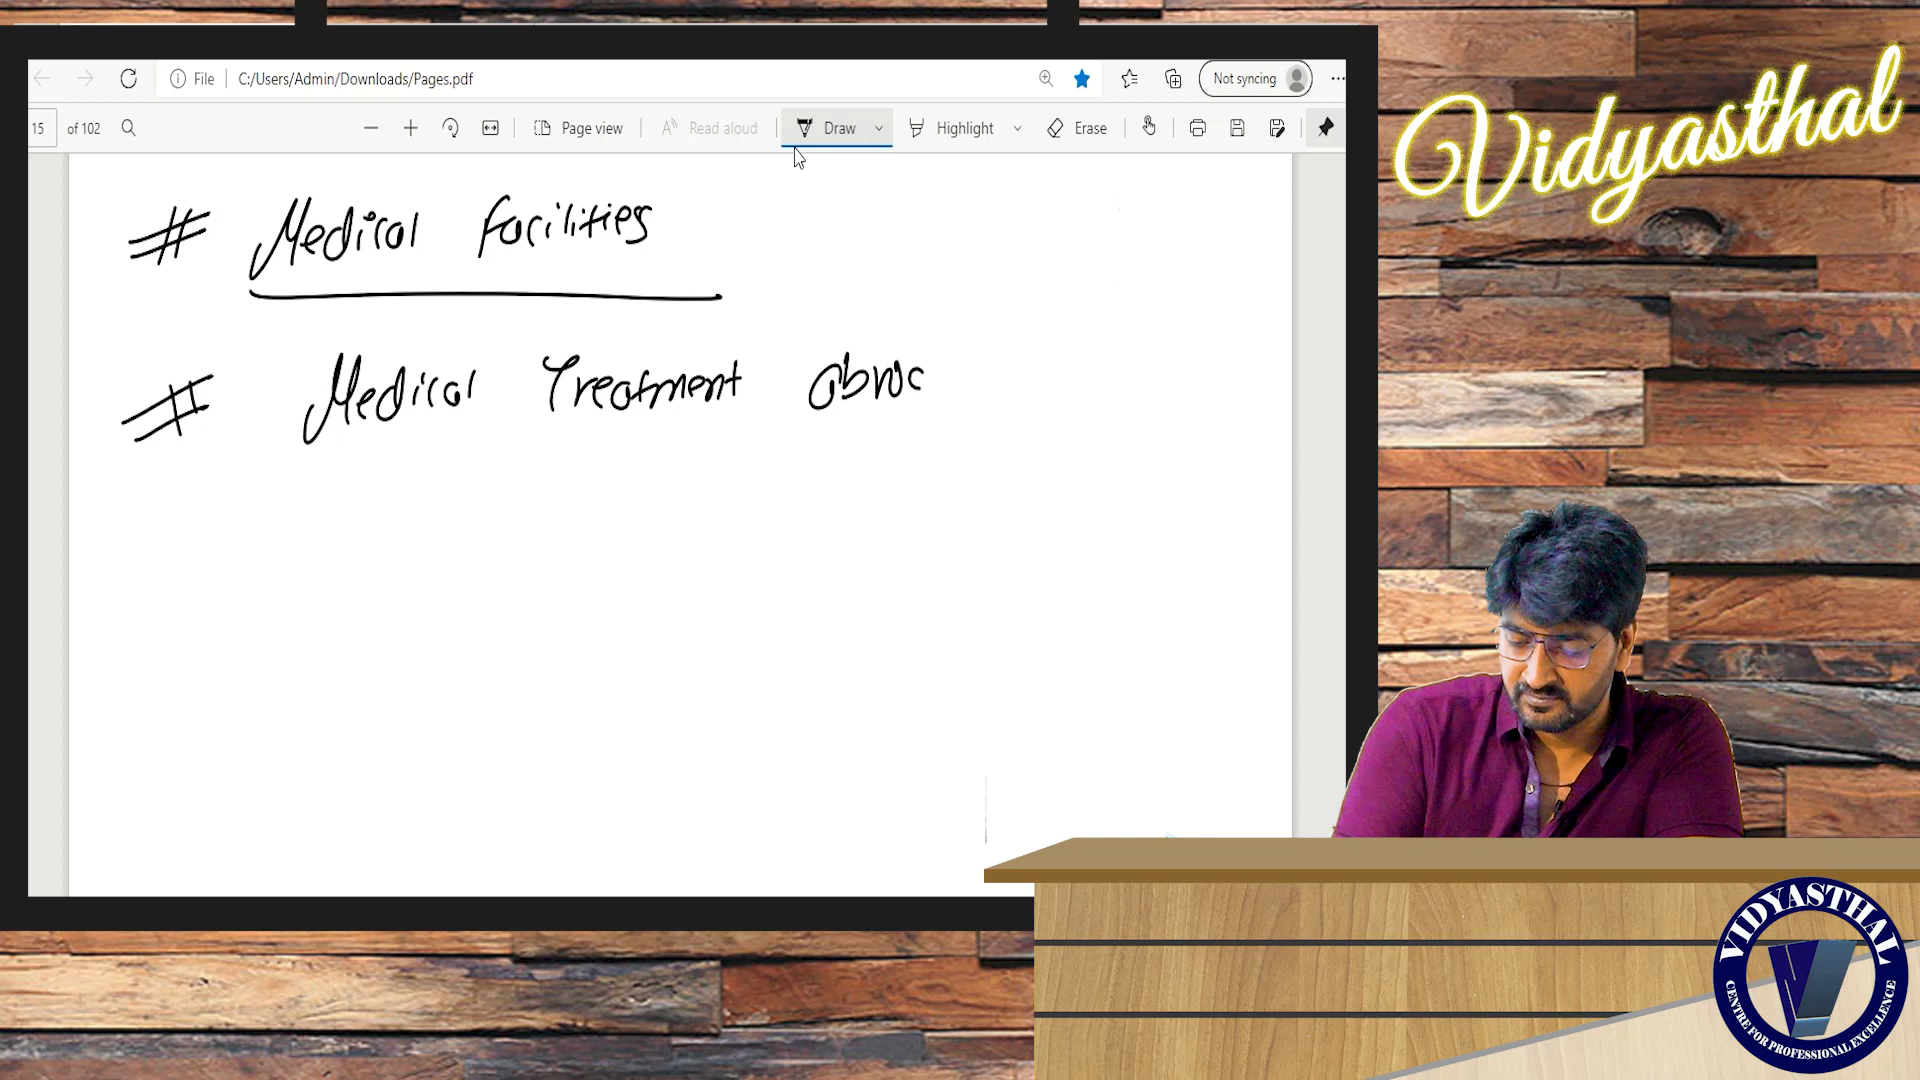 File C:/Users/Admin/Downloads/Pages.pdf Not syncing
15 of 102 Page view Read aloud Draw Highlight Erase
# Medical facilities
# Medical Treatment abroa
Vidyasthal
VIDYASTHAL
CENTRE FOR PROFESSIONAL EXCELLENCE